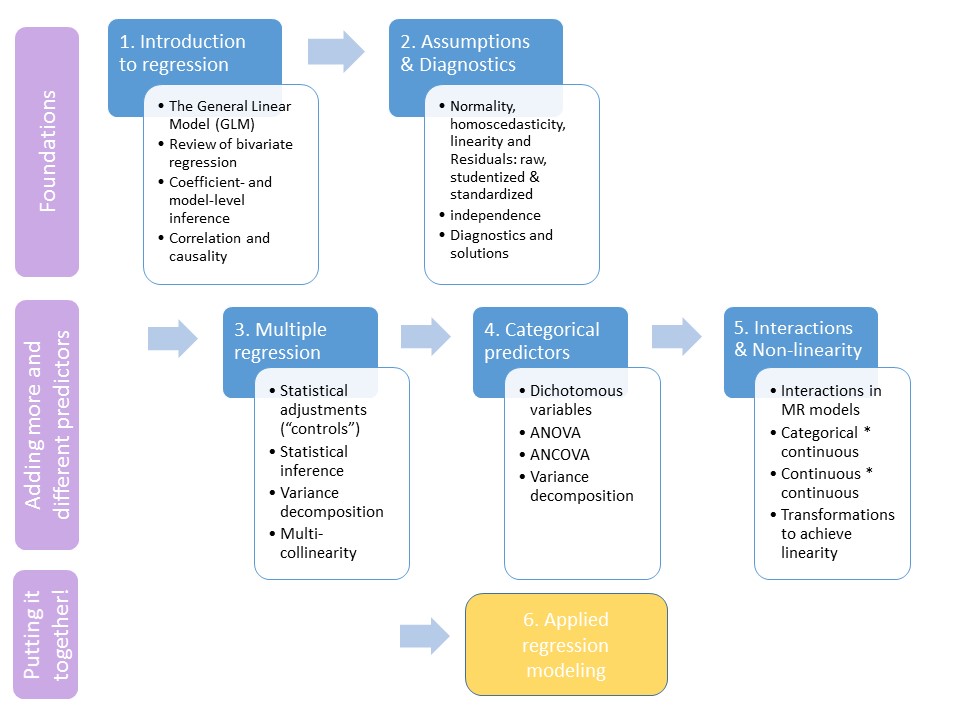 Foundations
1. Introduction
to regression
• The General Linear
Model (GLM)
• Review of bivariate
regression
• Coefficient- and
model-level
inference
• Correlation and
causality
2. Assumptions
& Diagnostics
• Normality,
homoscedasticity,
linearity and
Residuals: raw,
studentized &
standardized
• independence
• Diagnostics and
solutions
Adding more and
different predictors
3. Multiple
regression
• Statistical
adjustments
(“controls”)
• Statistical
inference
• Variance
decomposition
• Multi-
collinearity
4. Categorical
predictors
• Dichotomous
variables
• ANOVA
• ANCOVA
• Variance
decomposition
5. Interactions
& Non-linearity
• Interactions in
MR models
• Categorical *
continuous
• Continuous *
continuous
• Transformations
to achieve
linearity
Putting it
together!
6. Applied
regression
modeling